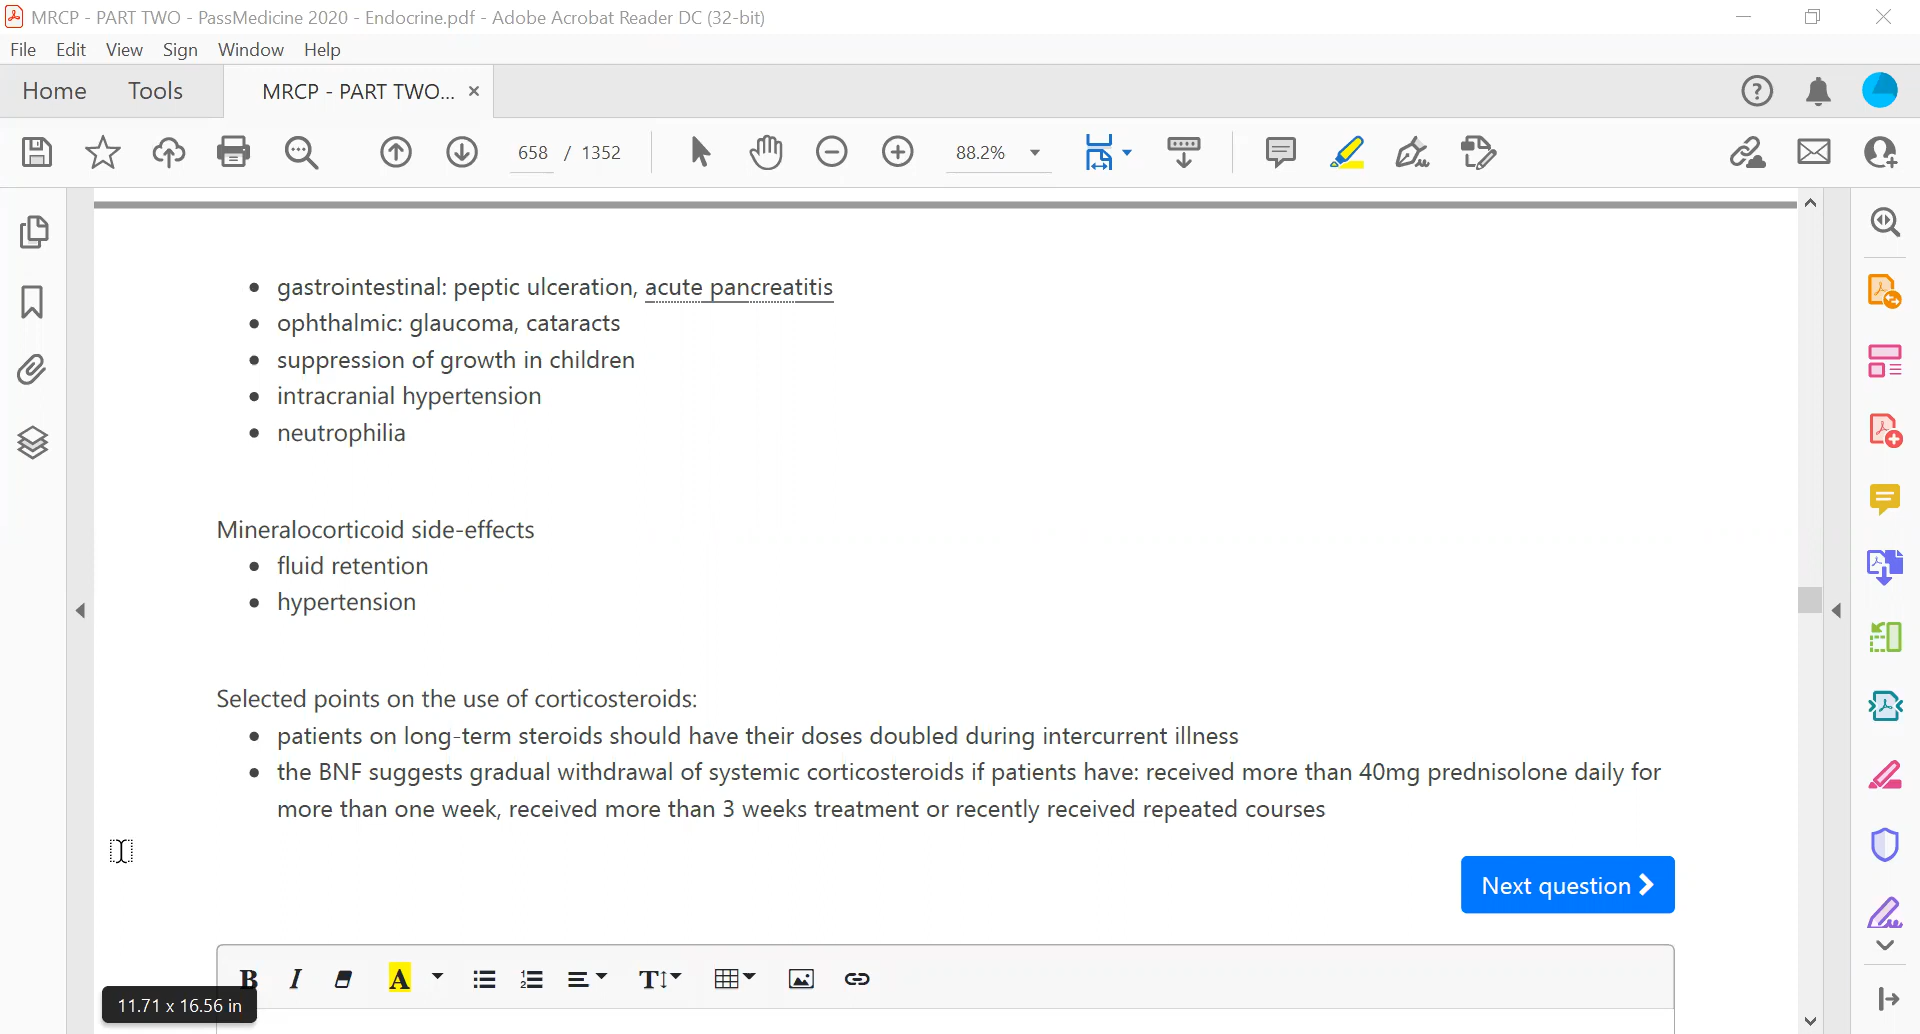 MRCP - PART TWO - PassMedicine 2020 - Endocrine.pdf - Adobe Acrobat Reader DC (32-bit)
File Edit View Sign Window Help
Home Tools MRCP - PART TWO... ×
658 / 1352 88.2%
• gastrointestinal: peptic ulceration, acute pancreatitis
• ophthalmic: glaucoma, cataracts
• suppression of growth in children
• intracranial hypertension
• neutrophilia
Mineralocorticoid side-effects
• fluid retention
• hypertension
Selected points on the use of corticosteroids:
• patients on long-term steroids should have their doses doubled during intercurrent illness
• the BNF suggests gradual withdrawal of systemic corticosteroids if patients have: received more than 40mg prednisolone daily for
more than one week, received more than 3 weeks treatment or recently received repeated courses
Next question
B I A T
11.71 x 16.56 in